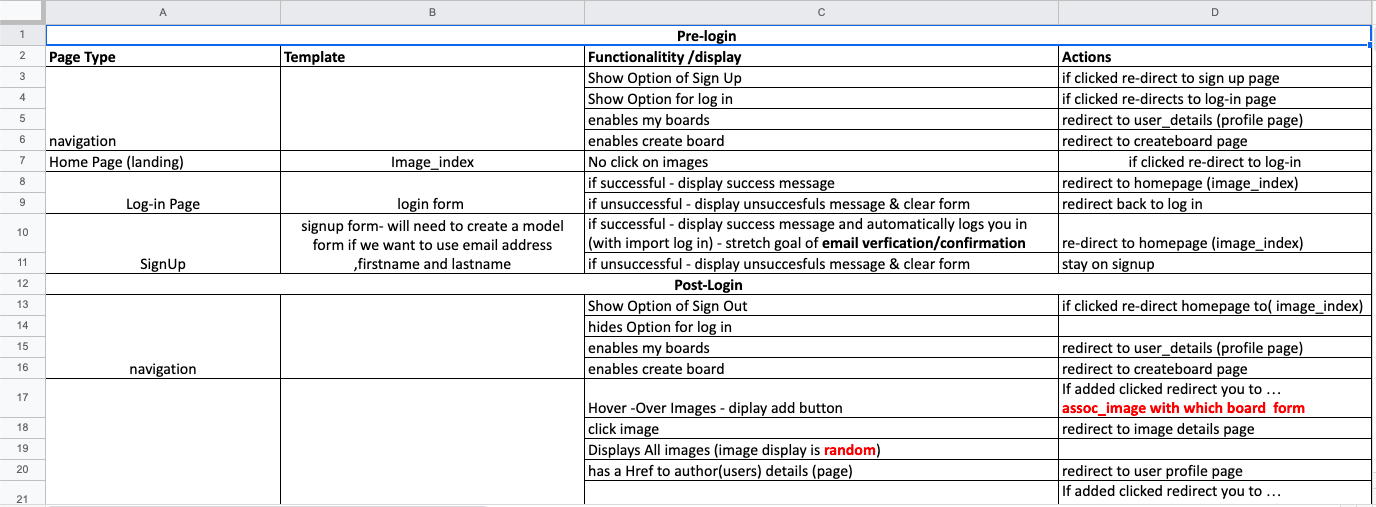 A B C D
1 Pre-login
2 Page Type Template Functionalitity /display Actions
3 Show Option of Sign Up if clicked re-direct to sign up page
4 Show Option for log in if clicked re-directs to log-in page
5 enables my boards redirect to user_details (profile page)
6 navigation enables create board redirect to createboard page
7 Home Page (landing) Image_index No click on images if clicked re-direct to log-in
8 if successful - display success message redirect to homepage (image_index)
9 Log-in Page login form if unsuccessful - display unsuccesfuls message & clear form redirect back to log in
signup form- will need to create a model if successful - display success message and automatically logs you in
10 form if we want to use email address (with import log in) - stretch goal of email verfication/confirmation re-direct to homepage (image_index)
11 SignUp ,firstname and lastname if unsuccessful - display unsuccesfuls message & clear form stay on signup
12 Post-Login
13 Show Option of Sign Out if clicked re-direct homepage to( image_index)
14 hides Option for log in
15 enables my boards redirect to user_details (profile page)
16 navigation enables create board redirect to createboard page
If added clicked redirect you to ...
17 Hover -Over Images - diplay add button assoc_image with which board form
18 click image redirect to image details page
19 Displays All images (image display is random)
20 has a Href to author(users) details (page) redirect to user profile page
21 If added clicked redirect you to ...